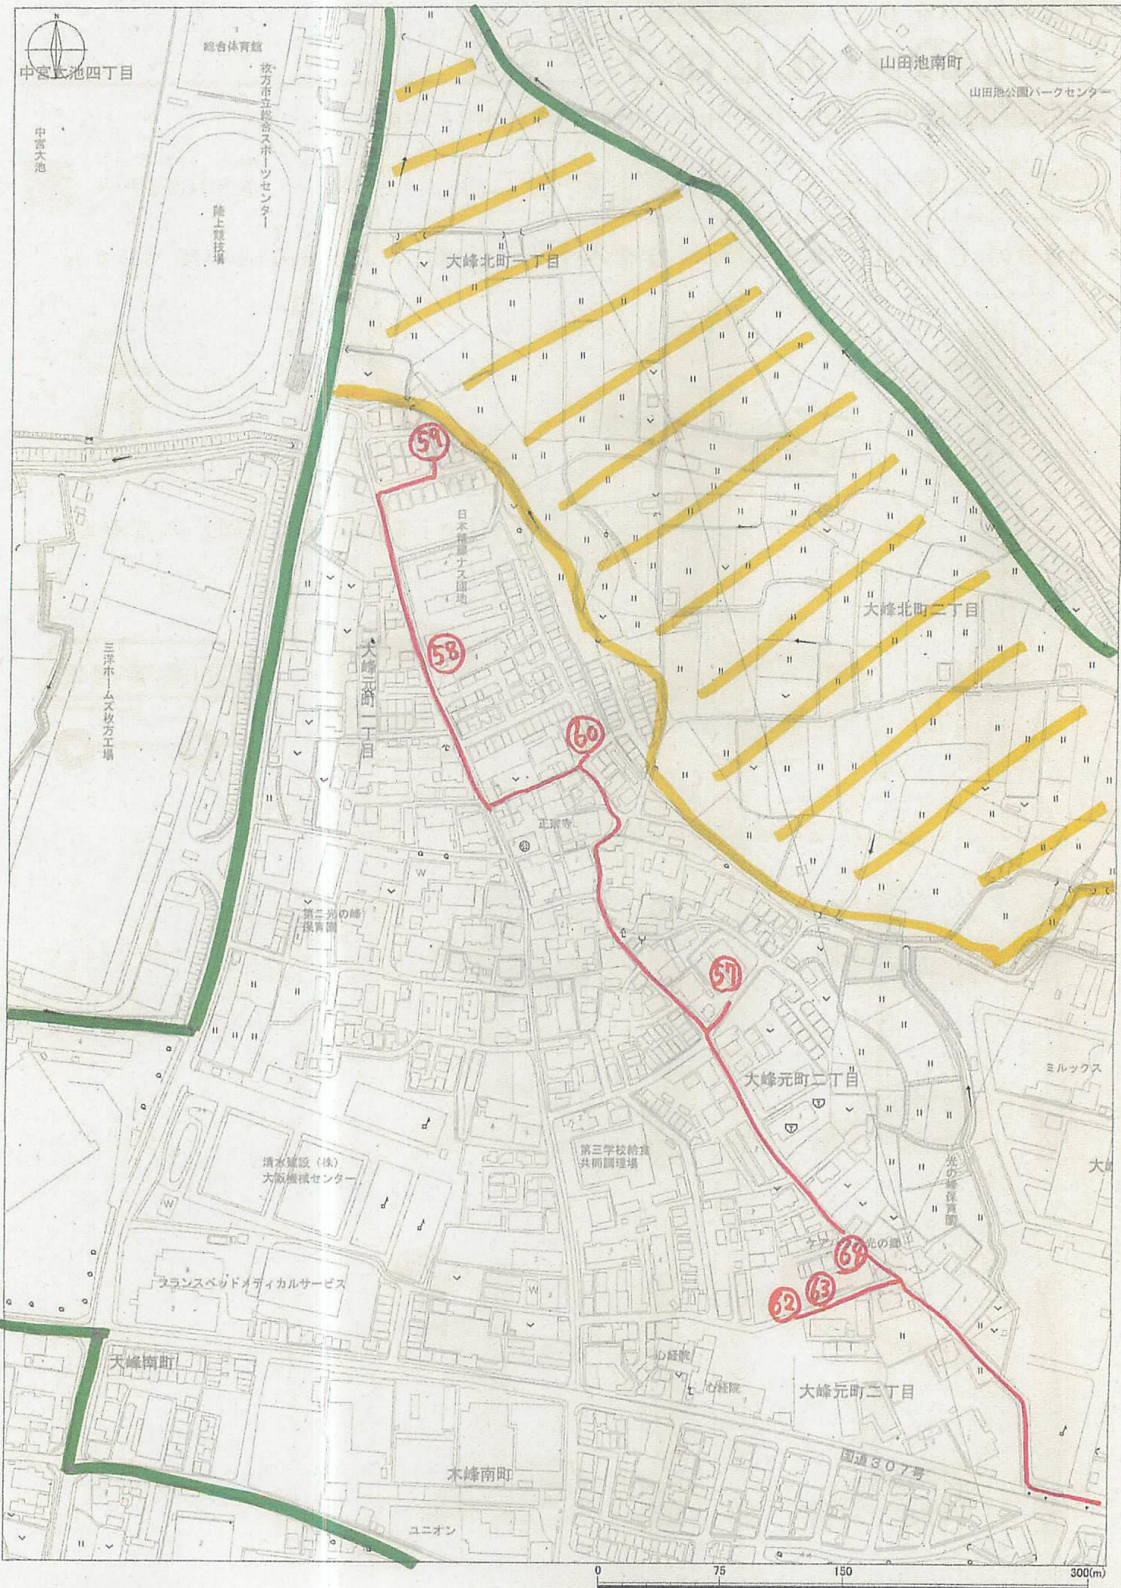 N
総合体育館
中宮大池四丁目
枚方市立総合スポーツセンター
山田池南町
山田池公園パークセンター
中宮大池
陸上競技場
大峰北町一丁目
59
日本精線ナス団地
大峰北町二丁目
三洋ホームズ枚方工場
大峰元町一丁目
58
60
正宗寺
W
第二光の峰
保育園
57
大峰元町二丁目
ミルックス
第三学校給食
共同調理場
清水建設（株）
大阪機械センター
W
光の峰保育園
64
63
62
フランスベッドメディカルサービス
W
大峰南町
心経院
心経院
大峰元町二丁目
国道307号
大峰南町
ユニオン
0 75 150 300(m)